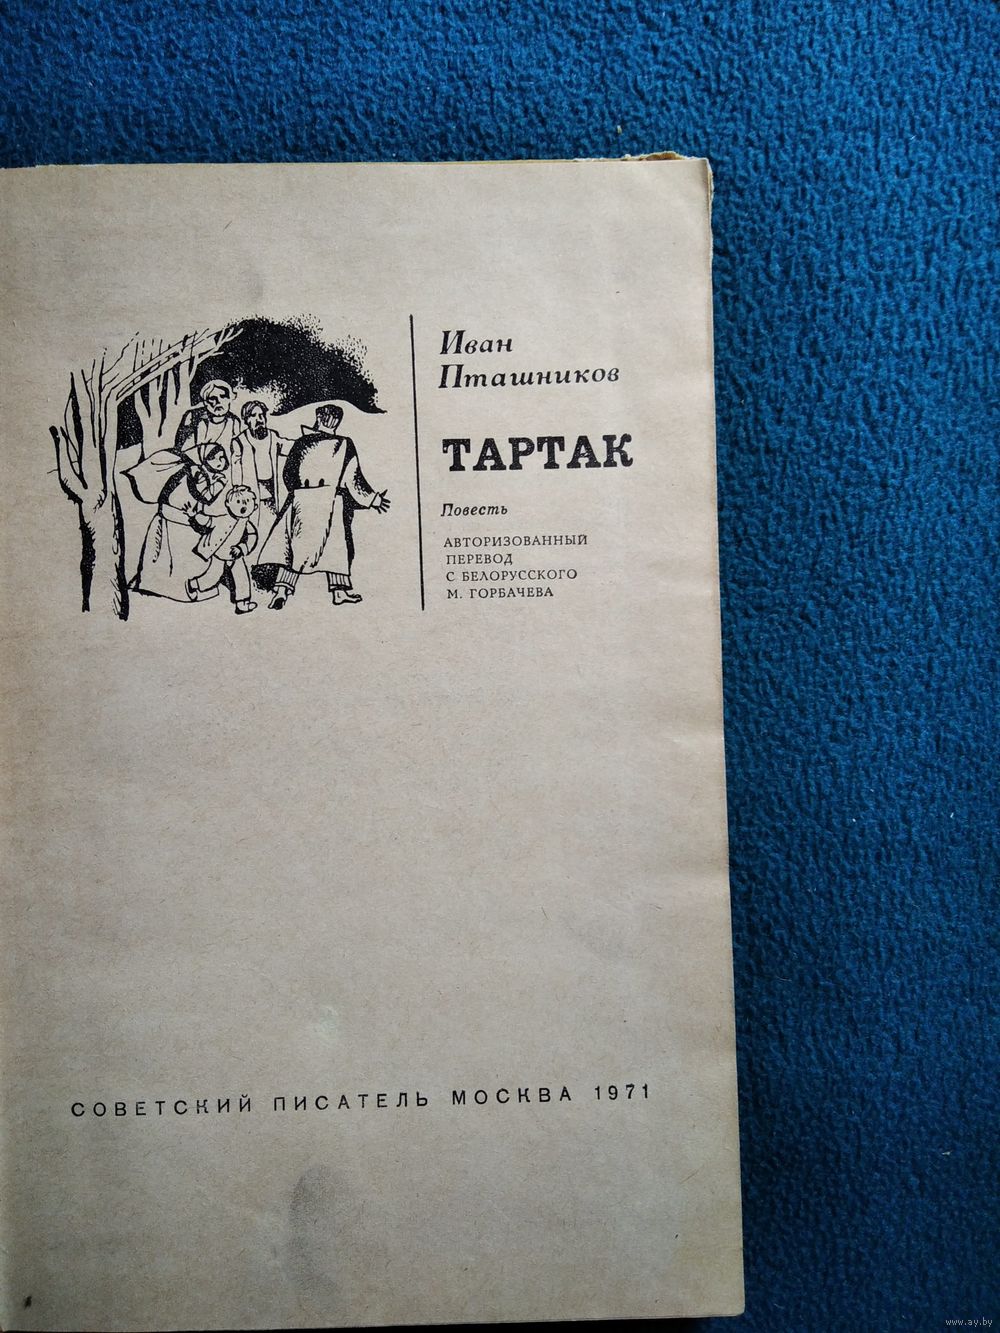 Иван
Пташников
ТАРТАК
Повесть
АВТОРИЗОВАННЫЙ
ПЕРЕВОД
С БЕЛОРУССКОГО
М. ГОРБАЧЕВА
СОВЕТСКИЙ ПИСАТЕЛЬ МОСКВА 1971
www.ay.by